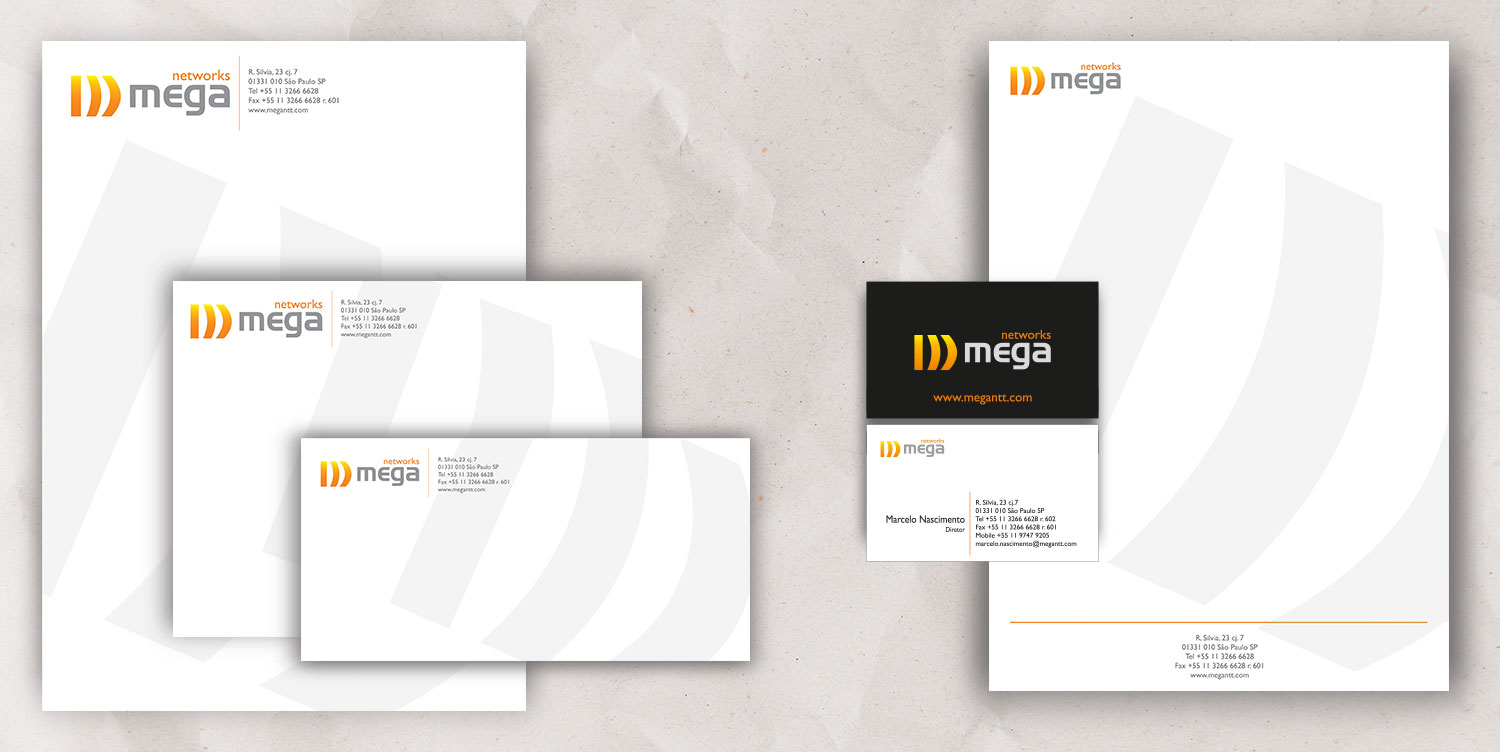 networks
mega
R. Silvia, 23 cj. 7
01331 010 São Paulo SP
Tel +55 11 3266 6628
Fax +55 11 3266 6628 r. 601
www.megantt.com
networks
mega
R. Silvia, 23 cj. 7
01331 010 São Paulo SP
Tel +55 11 3266 6628
Fax +55 11 3266 6628 r. 601
www.megantt.com
networks
mega
R. Silvia, 23 cj. 7
01331 010 São Paulo SP
Tel +55 11 3266 6628
Fax +55 11 3266 6628 r. 601
www.megantt.com
networks
mega
www.megantt.com
networks
mega
Marcelo Nascimento
Diretor
R. Silvia, 23 cj.7
01331 010 São Paulo SP
Tel +55 11 3266 6628 r. 602
Fax +55 11 3266 6628 r. 601
Mobile +55 11 9747 9205
marcelo.nascimento@megantt.com
networks
mega
R. Silvia, 23 cj. 7
01331 010 São Paulo SP
Tel +55 11 3266 6628
Fax +55 11 3266 6628 r. 601
www.megantt.com